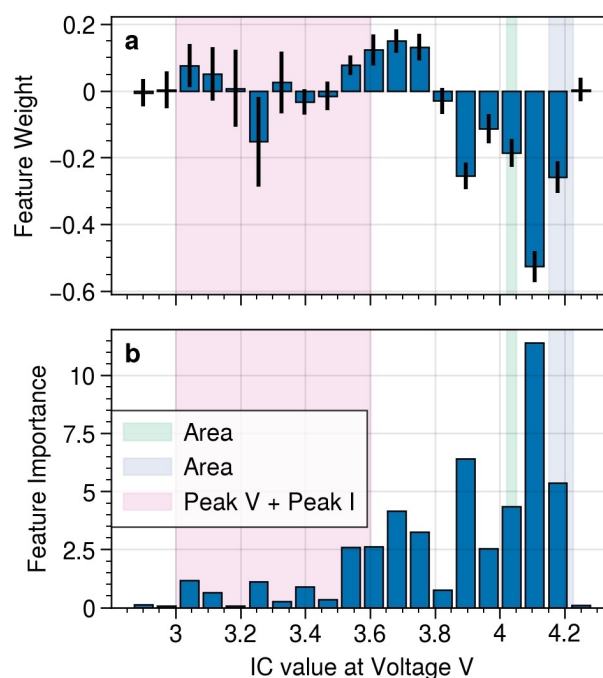 a
0.2
0
−0.2
−0.4
−0.6
Feature Weight
b
10
7.5
5
2.5
0
Feature Importance
Area
Area
Peak V + Peak I
3 3.2 3.4 3.6 3.8 4 4.2
IC value at Voltage V